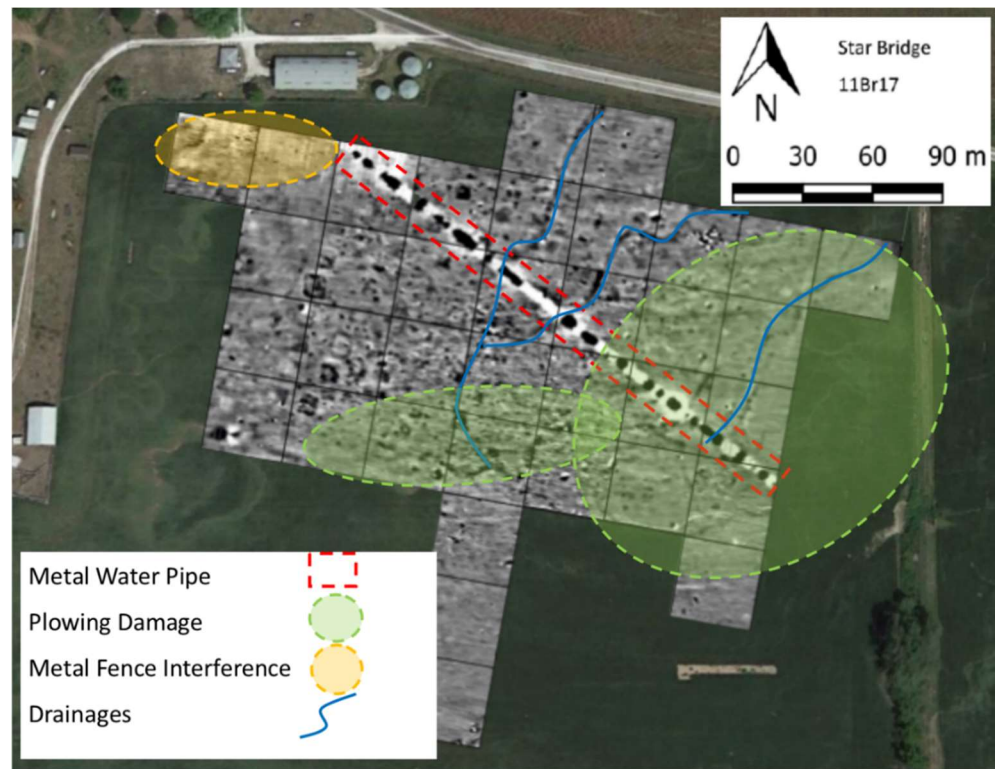 Star Bridge
11Br17
N
0 30 60 90 m
Metal Water Pipe
Plowing Damage
Metal Fence Interference
Drainages